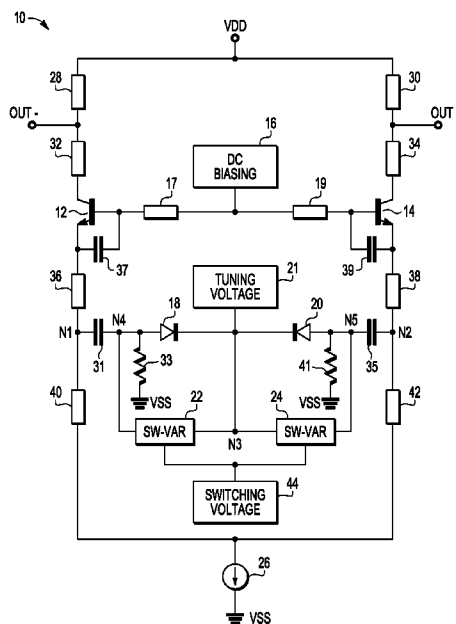 10
VDD
28
30
OUT -
OUT
32
16
34
DC
BIASING
17
19
12
14
37
39
36
21
38
TUNING
VOLTAGE
18
20
N1
N4
N5
N2
31
33
41
35
40
VSS
22
24
VSS
42
SW-VAR
SW-VAR
N3
44
SWITCHING
VOLTAGE
26
VSS